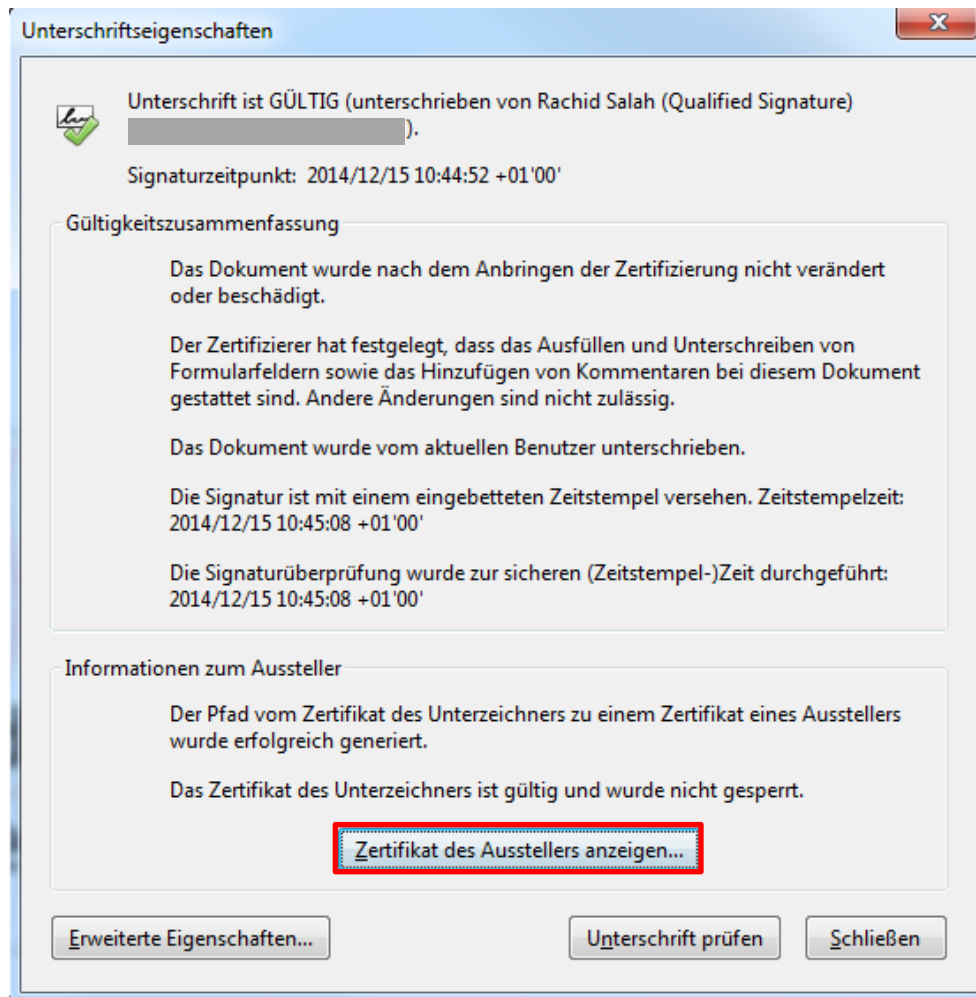 Unterschriftseigenschaften
Unterschrift ist GÜLTIG (unterschrieben von Rachid Salah (Qualified Signature)
).
Signaturzeitpunkt: 2014/12/15 10:44:52 +01'00'
Gültigkeitszusammenfassung
Das Dokument wurde nach dem Anbringen der Zertifizierung nicht verändert
oder beschädigt.
Der Zertifizierer hat festgelegt, dass das Ausfüllen und Unterschreiben von
Formularfeldern sowie das Hinzufügen von Kommentaren bei diesem Dokument
gestattet sind. Andere Änderungen sind nicht zulässig.
Das Dokument wurde vom aktuellen Benutzer unterschrieben.
Die Signatur ist mit einem eingebetteten Zeitstempel versehen. Zeitstempelzeit:
2014/12/15 10:45:08 +01'00'
Die Signaturüberprüfung wurde zur sicheren (Zeitstempel-)Zeit durchgeführt:
2014/12/15 10:45:08 +01'00'
Informationen zum Aussteller
Der Pfad vom Zertifikat des Unterzeichners zu einem Zertifikat eines Ausstellers
wurde erfolgreich generiert.
Das Zertifikat des Unterzeichners ist gültig und wurde nicht gesperrt.
Zertifikat des Ausstellers anzeigen...
Erweiterte Eigenschaften... Unterschrift prüfen Schließen